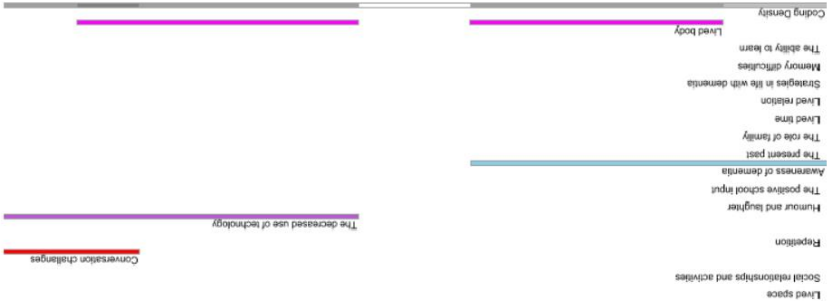 Lived space
Social relationships and activities
Conversation challenges
Repetition
The decreased use of technology
Humour and laughter
The positive school input
Awareness of dementia
The present past
The role of family
Lived time
Lived relation
Strategies in life with dementia
Memory difficulties
The ability to learn
Lived body
Coding Density